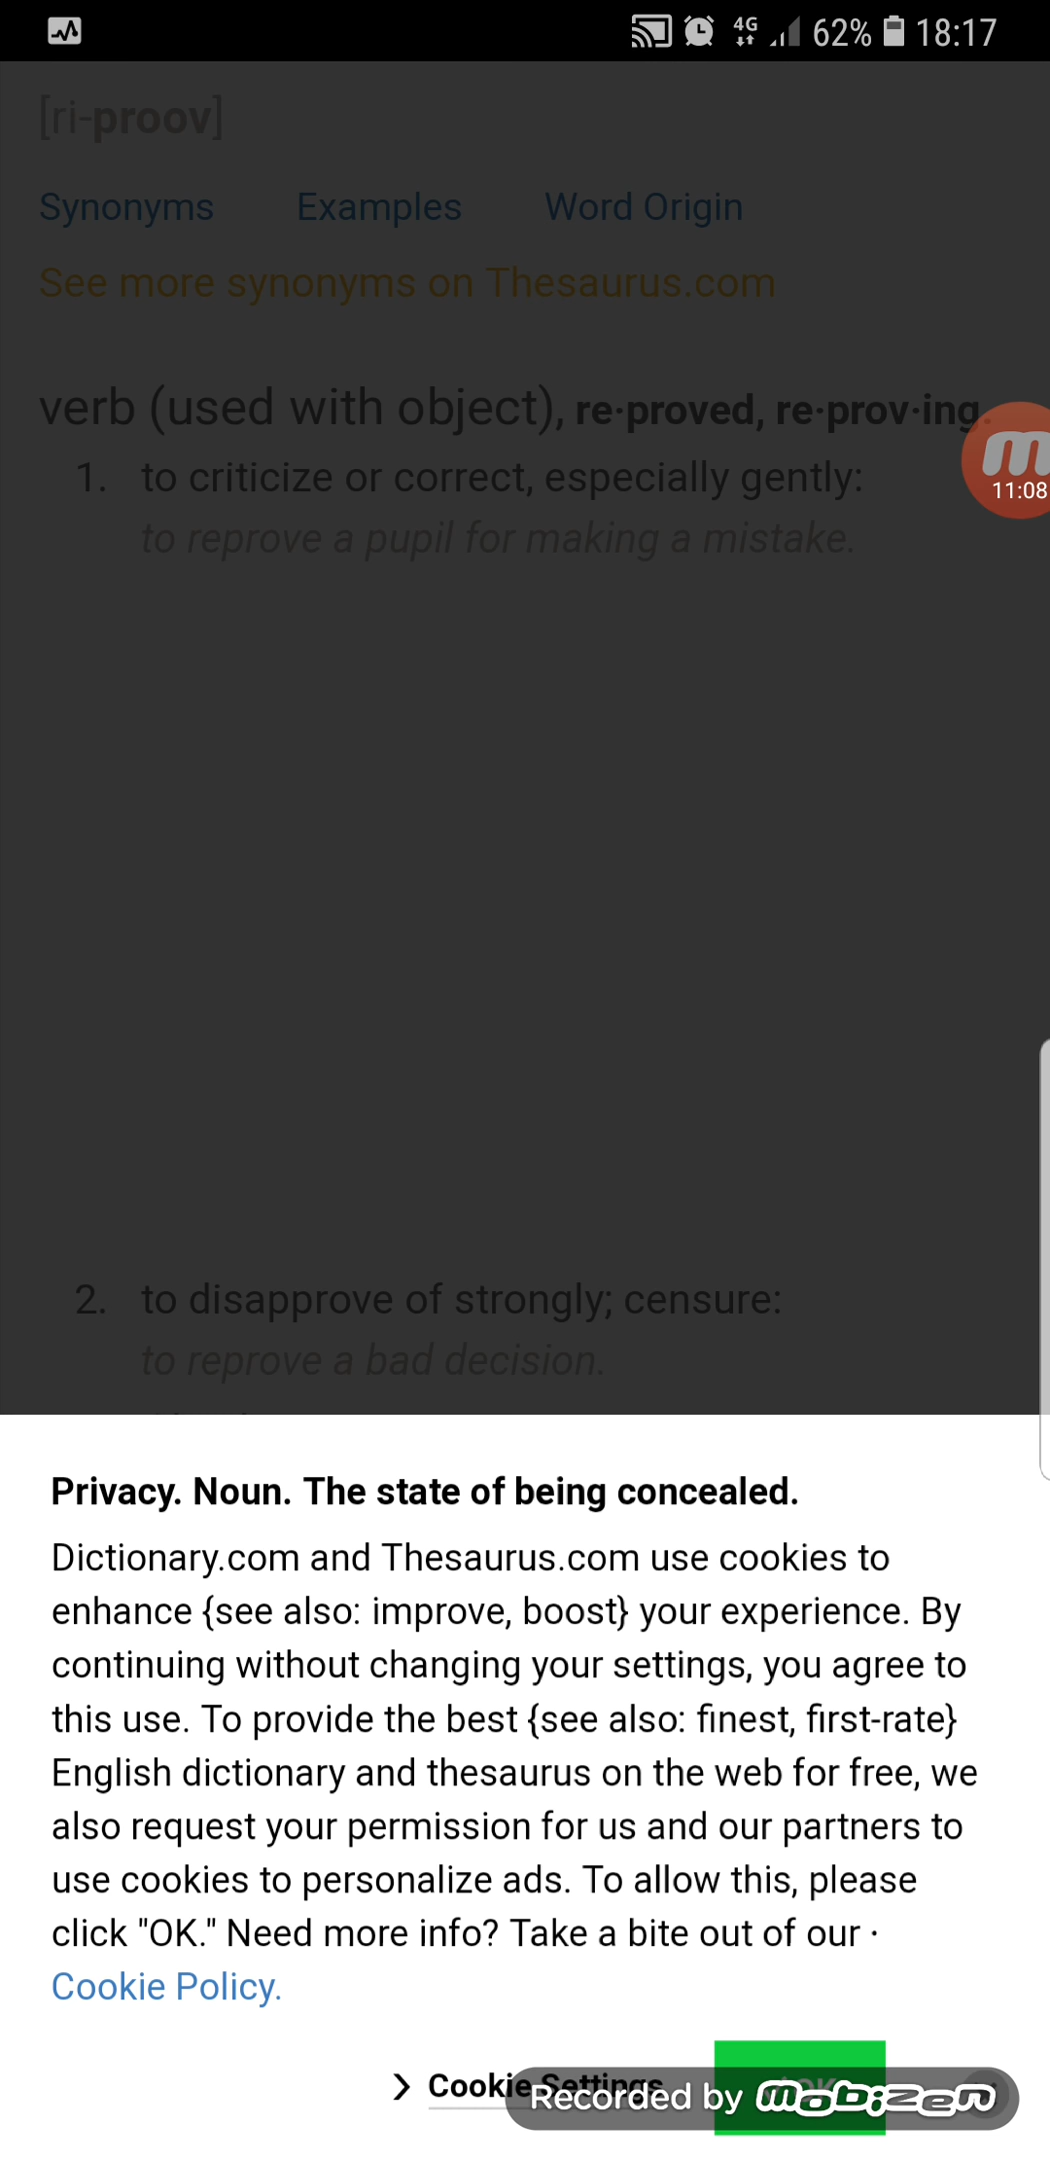 4G 62% 18:17
[ri-proov]
Synonyms Examples Word Origin
See more synonyms on Thesaurus.com
verb (used with object), re·proved, re·prov·ing.
1. to criticize or correct, especially gently:
to reprove a pupil for making a mistake.
m
11:08
2. to disapprove of strongly; censure:
to reprove a bad decision.
Privacy. Noun. The state of being concealed.
Dictionary.com and Thesaurus.com use cookies to
enhance {see also: improve, boost} your experience. By
continuing without changing your settings, you agree to
this use. To provide the best {see also: finest, first-rate}
English dictionary and thesaurus on the web for free, we
also request your permission for us and our partners to
use cookies to personalize ads. To allow this, please
click "OK." Need more info? Take a bite out of our ·
Cookie Policy.
Cookie Settings
Recorded by mobizen